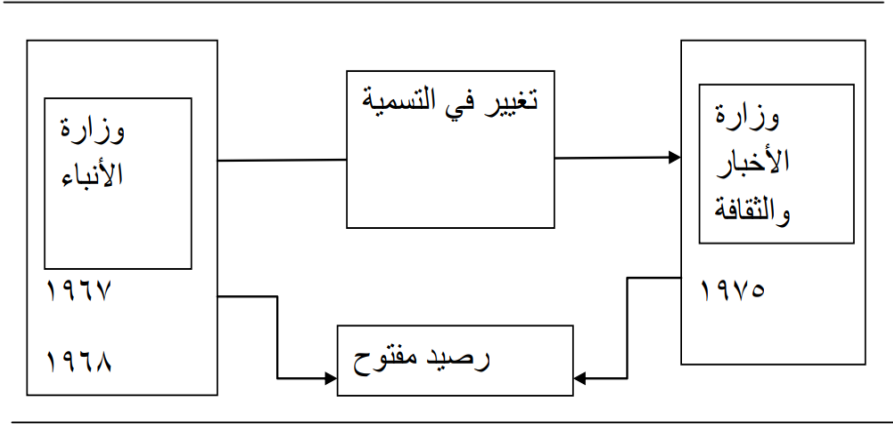 وزارة
الأنباء
١٩٦٧
١٩٦٨
تغيير في التسمية
رصيد مفتوح
وزارة
الأخبار
والثقافة
١٩٧٥